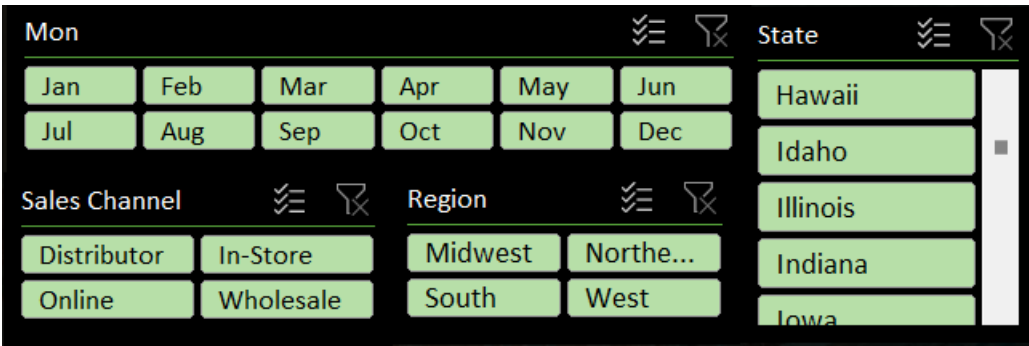 Mon
Jan Feb Mar Apr May Jun
Jul Aug Sep Oct Nov Dec
Sales Channel
Distributor In-Store
Online Wholesale
Region
Midwest Northe...
South West
State
Hawaii
Idaho
Illinois
Indiana
Iowa